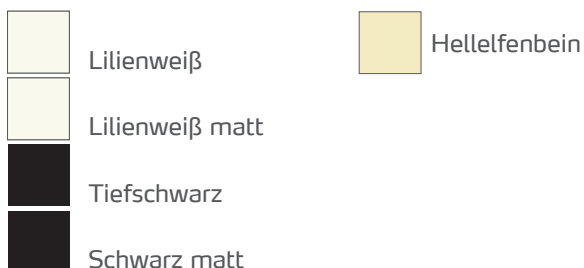 Lilienweiß
Lilienweiß matt
Tiefschwarz
Schwarz matt
Hellelfenbein